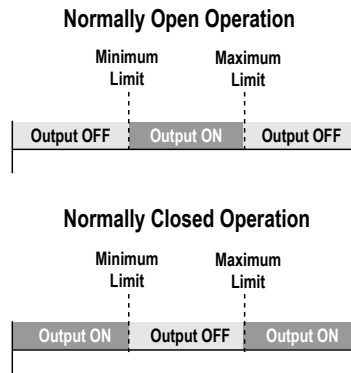 Normally Open Operation
Minimum Limit
Maximum Limit
Output OFF Output ON Output OFF
Normally Closed Operation
Minimum Limit
Maximum Limit
Output ON Output OFF Output ON